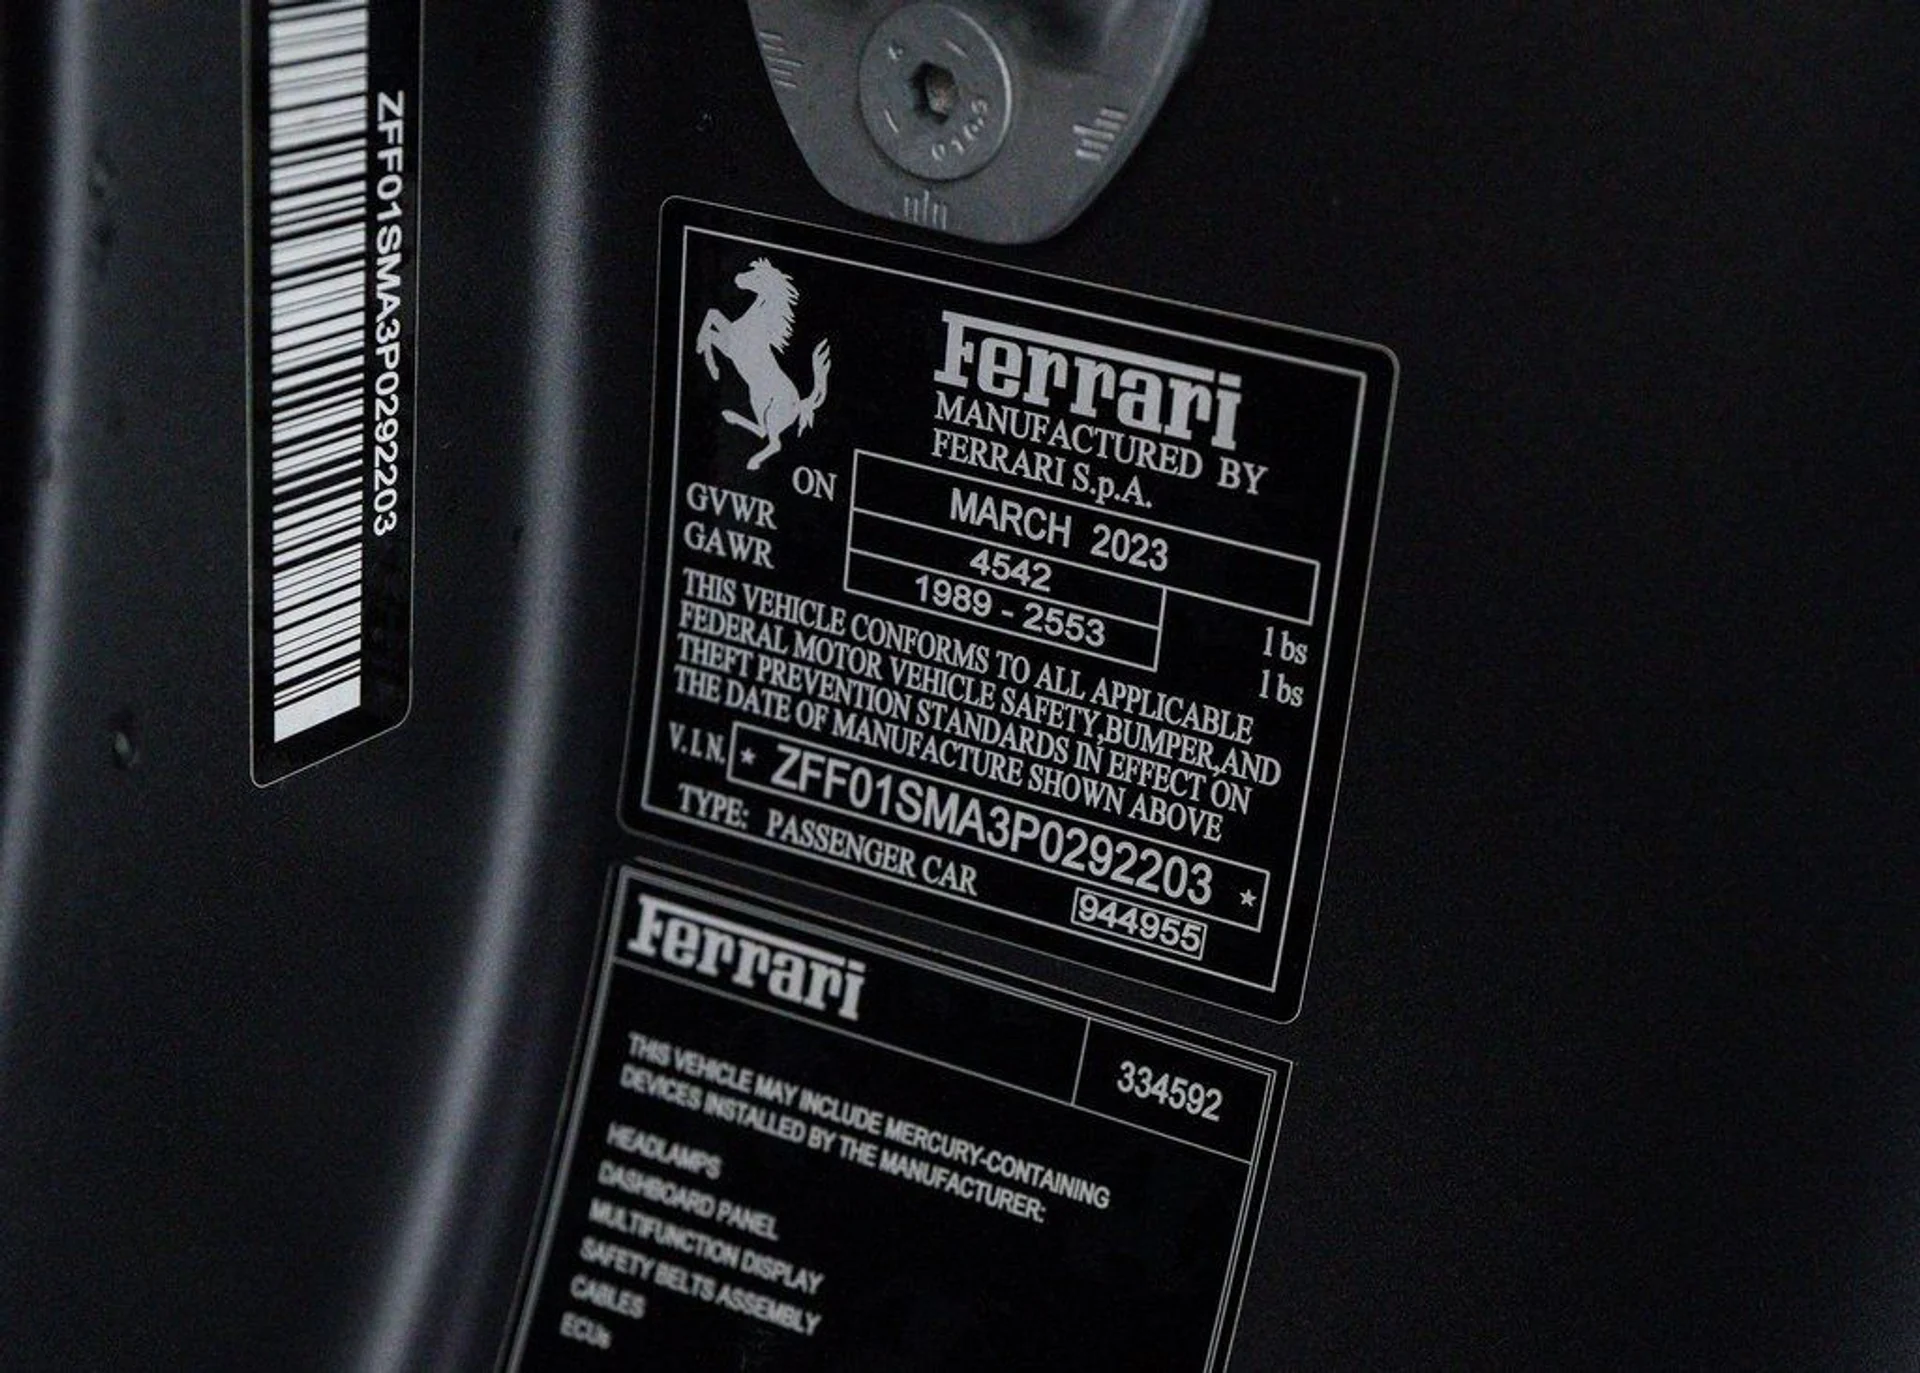 ZFF01SMA3P0292203
Ferrari
MANUFACTURED BY
FERRARI S.p.A.
ON MARCH 2023
GVWR 4542 lbs
GAWR 1989 - 2553 lbs
THIS VEHICLE CONFORMS TO ALL APPLICABLE
FEDERAL MOTOR VEHICLE SAFETY,BUMPER,AND
THEFT PREVENTION STANDARDS IN EFFECT ON
THE DATE OF MANUFACTURE SHOWN ABOVE
V.I.N. * ZFF01SMA3P0292203 *
TYPE: PASSENGER CAR
944955
Ferrari
334592
THIS VEHICLE MAY INCLUDE MERCURY-CONTAINING
DEVICES INSTALLED BY THE MANUFACTURER:
HEADLAMPS
DASHBOARD PANEL
MULTIFUNCTION DISPLAY
SAFETY BELTS ASSEMBLY
CABLES
ECUs